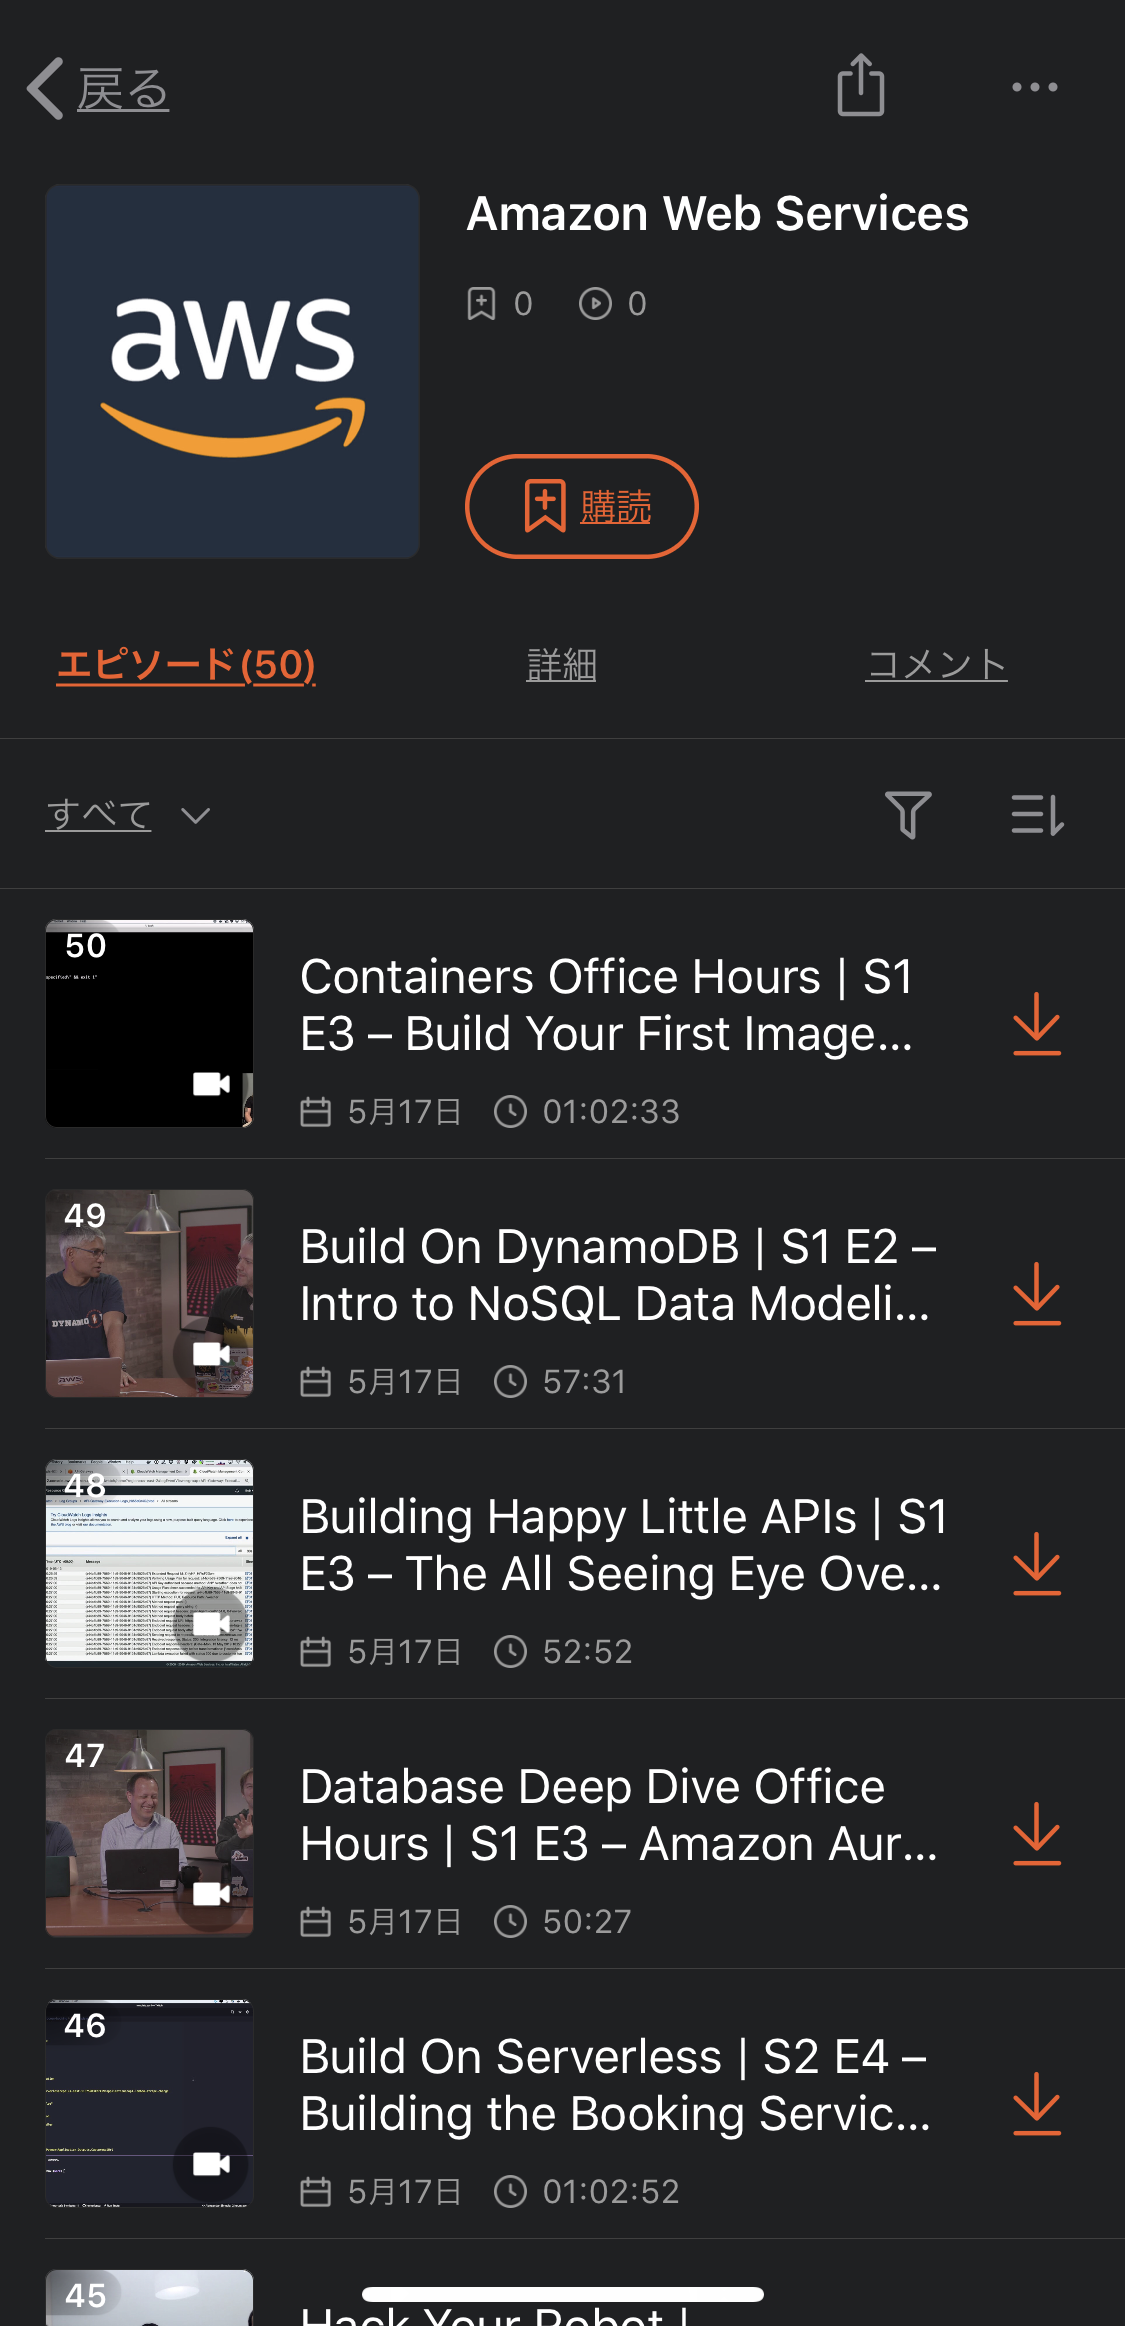 戻る
aws
Amazon Web Services
0 0
購読
エピソード(50)
詳細
コメント
すべて
50
Containers Office Hours | S1
E3 – Build Your First Image...
5月17日 01:02:33
49
DYNAMO
aws
Build On DynamoDB | S1 E2 –
Intro to NoSQL Data Modeli...
5月17日 57:31
48
Building Happy Little APIs | S1
E3 – The All Seeing Eye Ove...
5月17日 52:52
47
Database Deep Dive Office
Hours | S1 E3 – Amazon Aur...
5月17日 50:27
46
Build On Serverless | S2 E4 –
Building the Booking Servic...
5月17日 01:02:52
45
Hack Your Robot |